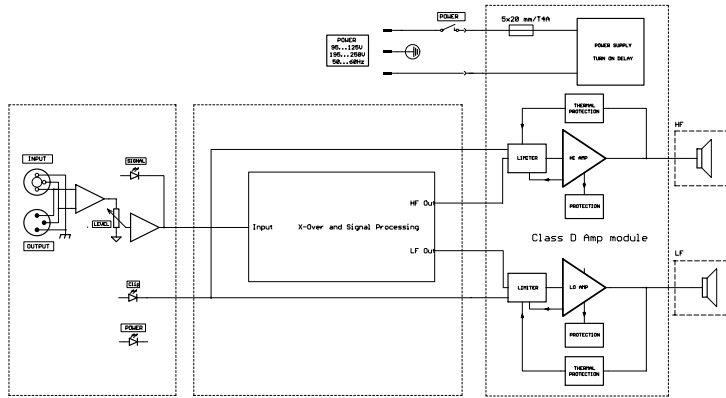 POWER
5x20 mm/T4A
POWER
95...125V
195...250V
50...60Hz
POWER SUPPLY
TURN ON DELAY
THERMAL
PROTECTION
HF
INPUT
SIGNAL
LIMITER
HI AMP
LEVEL
HF Out
PROTECTION
Input
X-Over and Signal Processing
OUTPUT
LF Out
Class D Amp module
LF
Clip
LIMITER
LO AMP
POWER
PROTECTION
THERMAL
PROTECTION